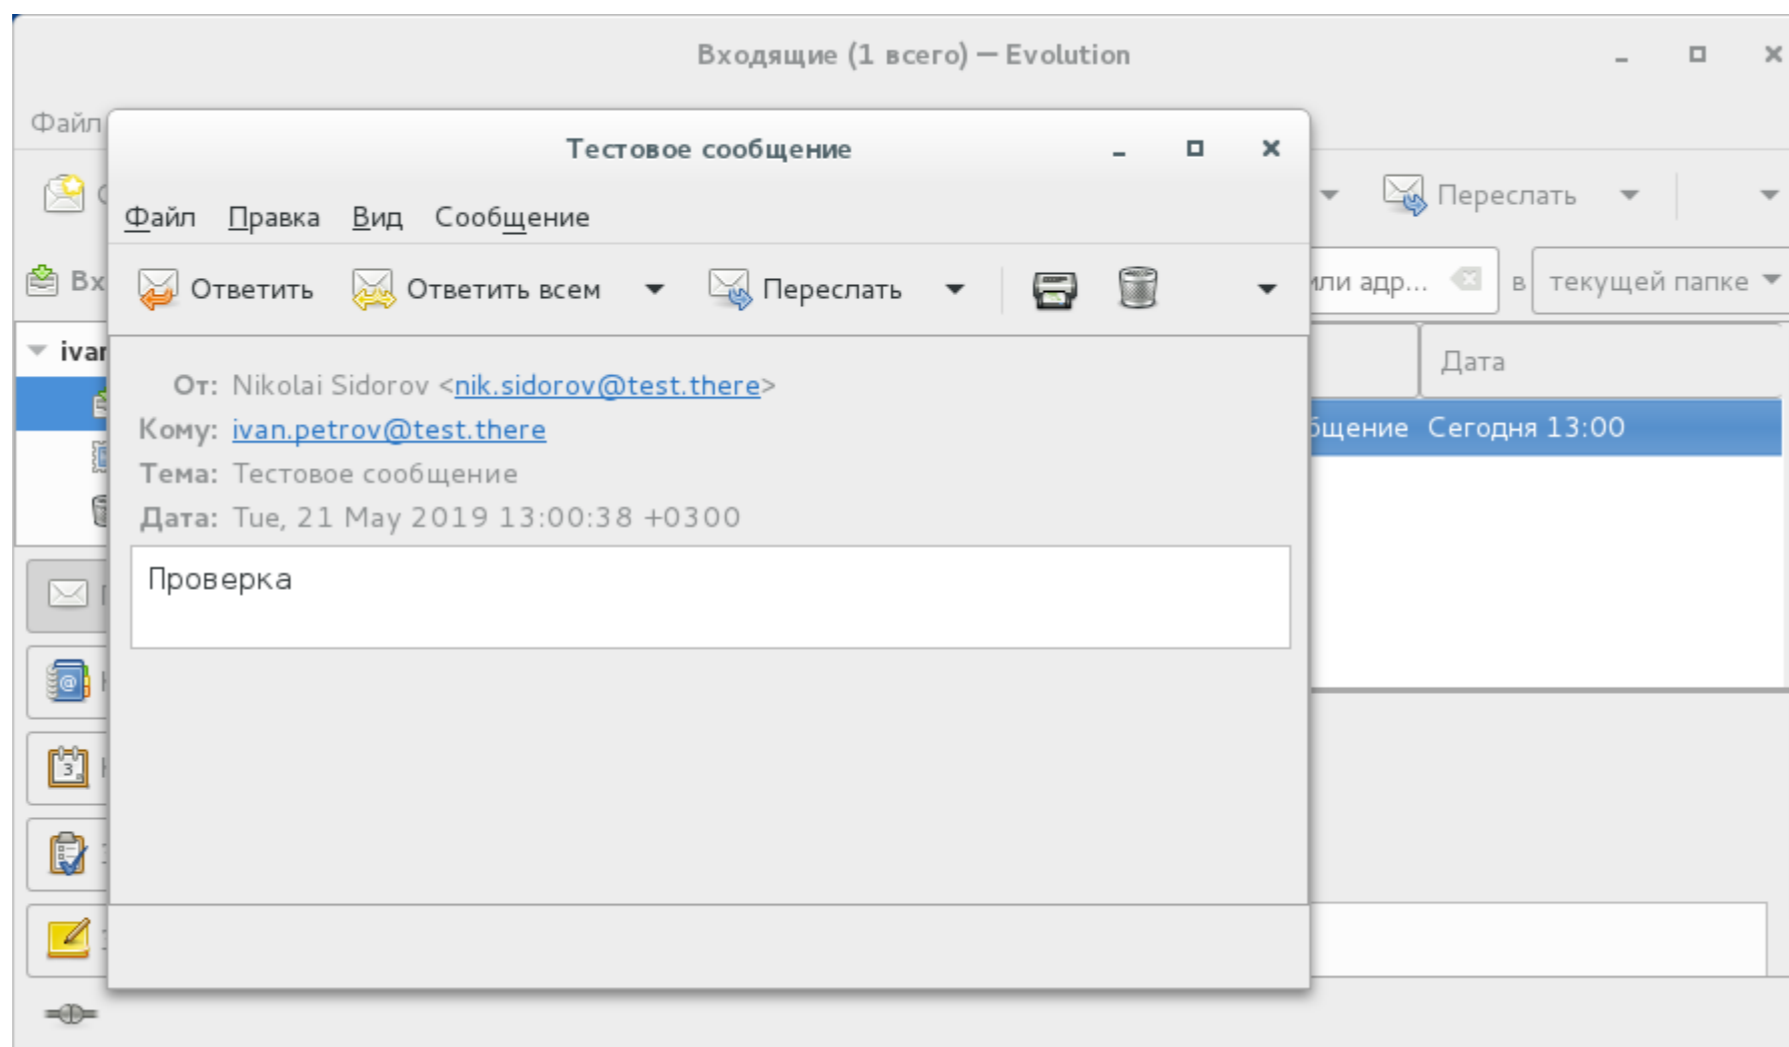 Входящие (1 всего) — Evolution
Файл
Тестовое сообщение
Файл Правка Вид Сообщение
Переслать
Ответить Ответить всем Переслать
или адр... в текущей папке
Дата
От: Nikolai Sidorov <nik.sidorov@test.there>
Кому: ivan.petrov@test.there
бщение Сегодня 13:00
Тема: Тестовое сообщение
Дата: Tue, 21 May 2019 13:00:38 +0300
Проверка